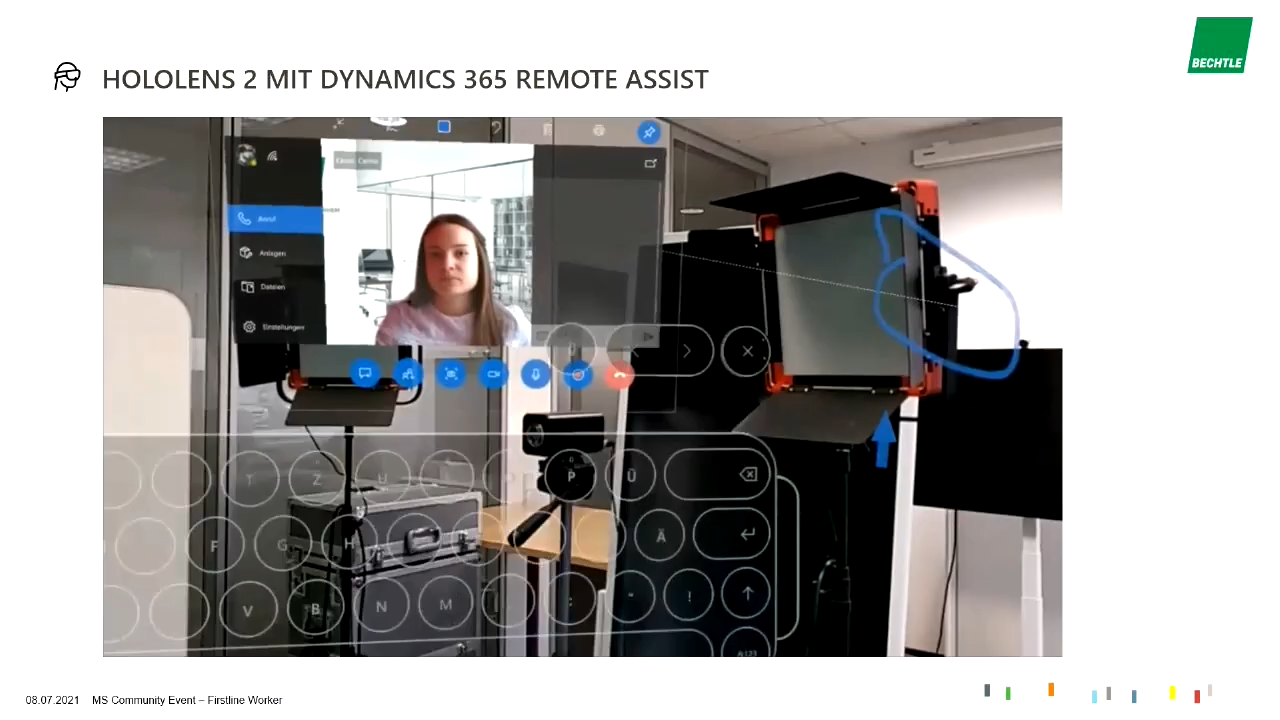 BECHTLE
HOLOLENS 2 MIT DYNAMICS 365 REMOTE ASSIST
Anruf
Anlagen
Dateien
Einstellungen
T Z U P Ü
F G H Ä
V B N M !
08.07.2021 MS Community Event – Firstline Worker